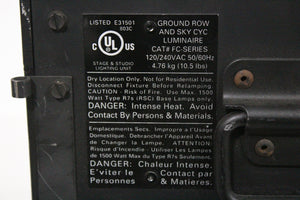 LISTED E31501
803C
C UL US
STAGE & STUDIO
LIGHTING UNIT
GROUND ROW
AND SKY CYC
LUMINAIRE
CAT# FC-SERIES
120/240VAC 50/60Hz
4.76 kg (10.5 lbs)
Dry Location Only. Not for Residential Use.
Disconnect Fixture Before Relamping.
CAUTION - Risk of Fire. Use Max 1500
Watt Type R7s (RSC) Base Lamps Only.
DANGER: Intense Heat. Avoid
Contact By Persons & Materials.
Emplacements Secs. Impropre a l'Usage
Domestique. Debrancher l'Appareil Avant
de Changer la Lampe. ATTENTION:
Risque d'Incendie. Utiliser Les Lampes
de 1500 Watt Max du Type R7s Seulement.
DANGER: Chaleur Intense.
E'viter le Contact par
Personnes & Matieres.